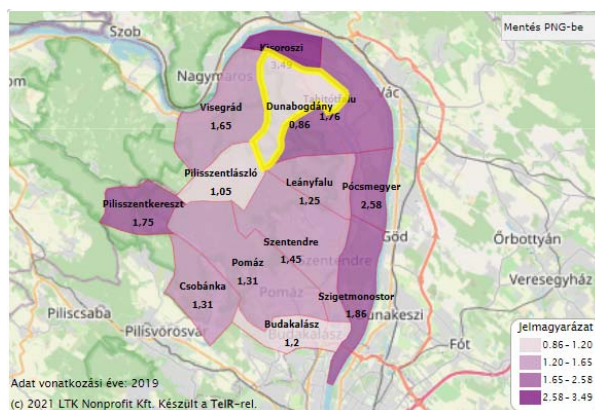 Mentés PNG-be
Szob
Kisoroszi
3.49
Nagymaros
Vác
Visegrád
1,65
Dunabogdány
0,86
Tahitótfalu
1,76
Pilisszentlászló
1,05
Leányfalu
1,25
Pócsmegyer
2,58
Pilisszentkereszt
1,75
Göd
Őrbottyán
Szentendre
1,45
Szentendre
Veresegyház
Pomáz
1,31
Pomáz
Csobánka
1,31
Szigetmonostor
1,86
Dunakeszi
Piliscsaba
Pilisvörösvár
Budakalász
Budakalász
1,2
Fót
Jelmagyarázat
0.86-1.20
1.20-1.65
1.65-2.58
2.58-3.49
Adat vonatkozási éve: 2019
(c) 2021 LTK Nonprofit Kft. Készült a TeIR-rel.